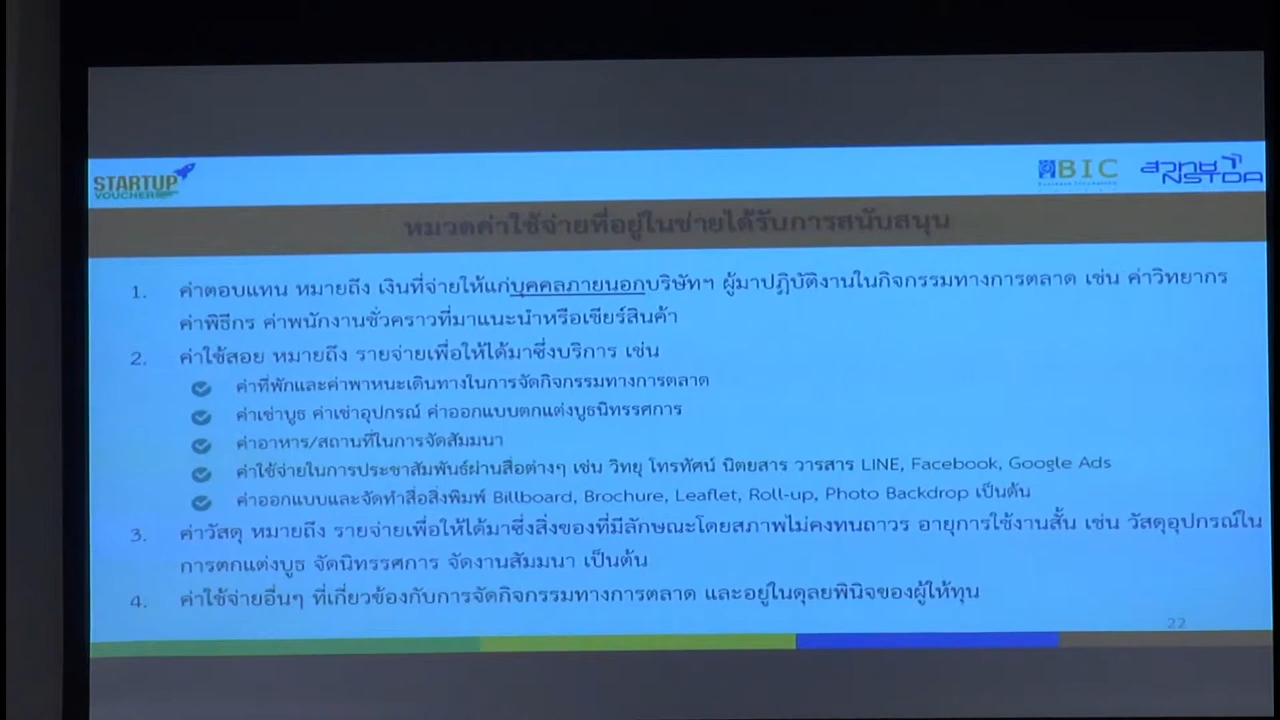 STARTUP
VOUCHER
BIC
สวทช
NSTDA
หมวดค่าใช้จ่ายที่อยู่ในข่ายได้รับการสนับสนุน
1. ค่าตอบแทน หมายถึง เงินที่จ่ายให้แก่บุคคลภายนอกบริษัทฯ ผู้มาปฏิบัติงานในกิจกรรมทางการตลาด เช่น ค่าวิทยากร
ค่าพิธีกร ค่าพนักงานชั่วคราวที่มาแนะนำหรือเชียร์สินค้า
2. ค่าใช้สอย หมายถึง รายจ่ายเพื่อให้ได้มาซึ่งบริการ เช่น
ค่าที่พักและค่าพาหนะเดินทางในการจัดกิจกรรมทางการตลาด
ค่าเช่าบูธ ค่าเช่าอุปกรณ์ ค่าออกแบบตกแต่งบูธนิทรรศการ
ค่าอาหาร/สถานที่ในการจัดสัมมนา
ค่าใช้จ่ายในการประชาสัมพันธ์ผ่านสื่อต่างๆ เช่น วิทยุ โทรทัศน์ นิตยสาร วารสาร LINE, Facebook, Google Ads
ค่าออกแบบและจัดทำสื่อสิ่งพิมพ์ Billboard, Brochure, Leaflet, Roll-up, Photo Backdrop เป็นต้น
3. ค่าวัสดุ หมายถึง รายจ่ายเพื่อให้ได้มาซึ่งสิ่งของที่มีลักษณะโดยสภาพไม่คงทนถาวร อายุการใช้งานสั้น เช่น วัสดุอุปกรณ์ใน
การตกแต่งบูธ จัดนิทรรศการ จัดงานสัมมนา เป็นต้น
4. ค่าใช้จ่ายอื่นๆ ที่เกี่ยวข้องกับการจัดกิจกรรมทางการตลาด และอยู่ในดุลยพินิจของผู้ให้ทุน
22